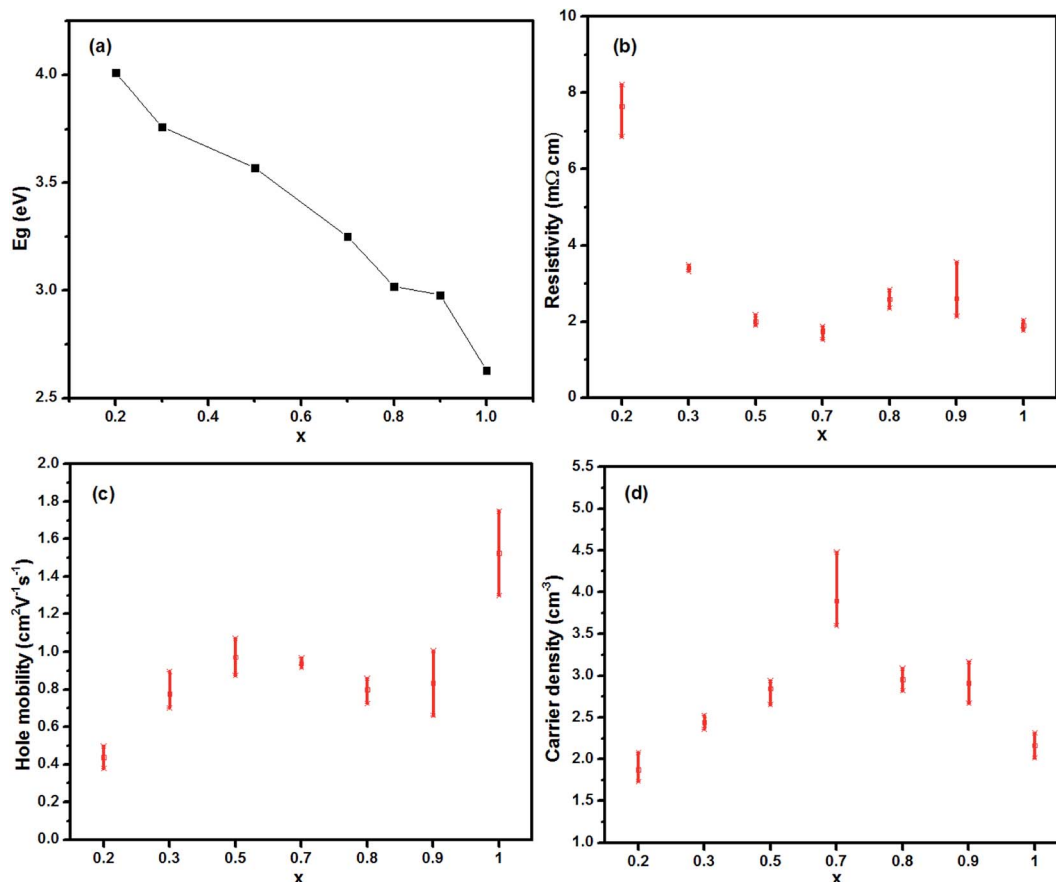 (a)
Eg (eV)
4.0
3.5
3.0
2.5
0.2 0.4 0.6 0.8 1.0
x
(b)
Resistivity (mΩ cm)
10
8
6
4
2
0
0.2 0.3 0.5 0.7 0.8 0.9 1
x
(c)
Hole mobility (cm²V⁻¹s⁻¹)
2.0
1.8
1.6
1.4
1.2
1.0
0.8
0.6
0.4
0.2
0.0
0.2 0.3 0.5 0.7 0.8 0.9 1
x
(d)
Carrier density (cm⁻³)
5.5
5.0
4.5
4.0
3.5
3.0
2.5
2.0
1.5
1.0
0.2 0.3 0.5 0.7 0.8 0.9 1
x